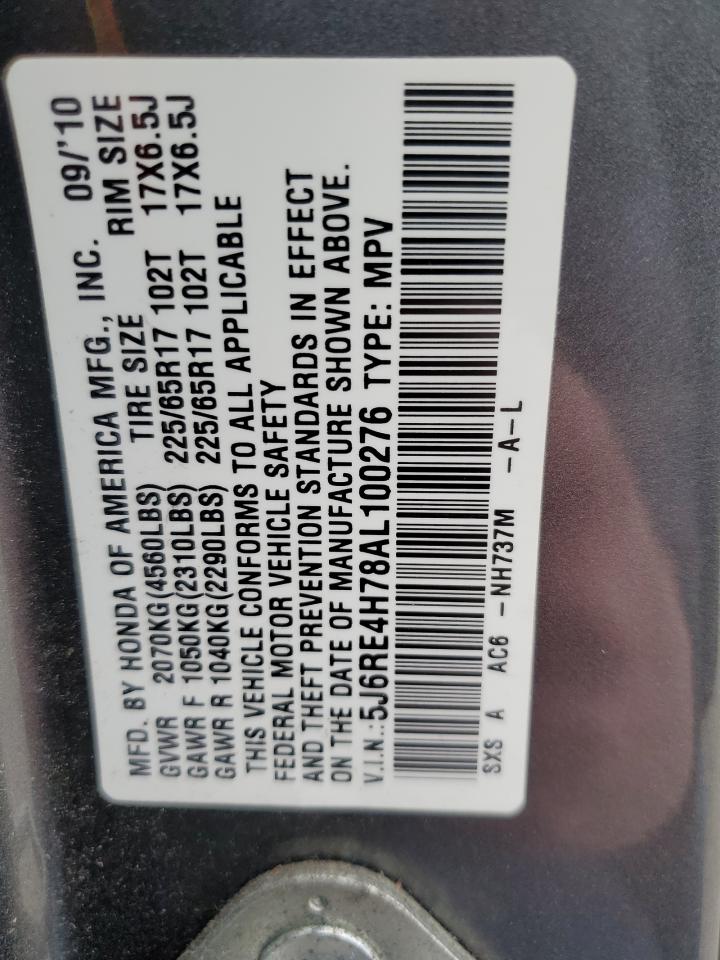 MFD. BY HONDA OF AMERICA MFG., INC. 09/'10
TIRE SIZE RIM SIZE
GVWR 2070KG(4560LBS)
GAWR F 1050KG(2310LBS) 225/65R17 102T 17X6.5J
GAWR R 1040KG(2290LBS) 225/65R17 102T 17X6.5J
THIS VEHICLE CONFORMS TO ALL APPLICABLE
FEDERAL MOTOR VEHICLE SAFETY
AND THEFT PREVENTION STANDARDS IN EFFECT
ON THE DATE OF MANUFACTURE SHOWN ABOVE.
V.I.N.:5J6RE4H78AL100276 TYPE: MPV
SXS A AC6 -NH737M -A-L